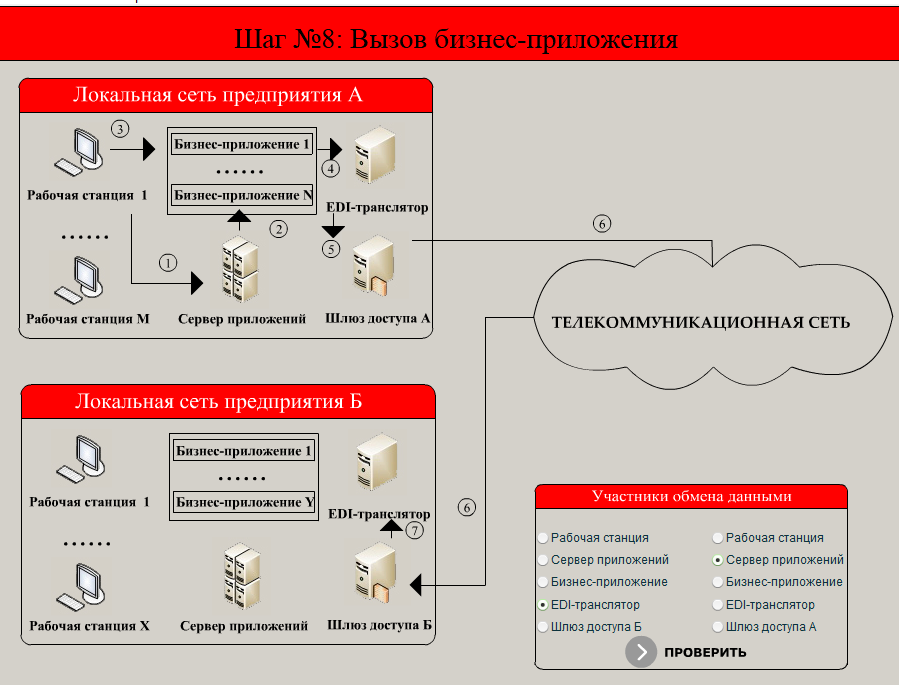 Шаг №8: Вызов бизнес-приложения
Локальная сеть предприятия А
3
Бизнес-приложение 1
......
Бизнес-приложение N
4
Рабочая станция 1
EDI-транслятор
......
2
5
6
1
Рабочая станция М
Сервер приложений
Шлюз доступа А
ТЕЛЕКОММУНИКАЦИОННАЯ СЕТЬ
Локальная сеть предприятия Б
Бизнес-приложение 1
......
Бизнес-приложение Y
Рабочая станция 1
EDI-транслятор
6
7
......
Рабочая станция Х
Сервер приложений
Шлюз доступа Б
Участники обмена данными
Рабочая станция
Рабочая станция
Сервер приложений
Сервер приложений
Бизнес-приложение
Бизнес-приложение
EDI-транслятор
EDI-транслятор
Шлюз доступа Б
Шлюз доступа А
ПРОВЕРИТЬ